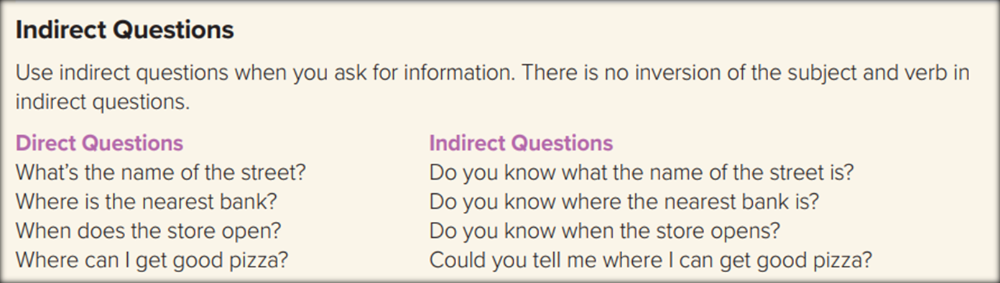 Indirect Questions
Use indirect questions when you ask for information. There is no inversion of the subject and verb in
indirect questions.
Direct Questions
What's the name of the street?
Where is the nearest bank?
When does the store open?
Where can I get good pizza?
Indirect Questions
Do you know what the name of the street is?
Do you know where the nearest bank is?
Do you know when the store opens?
Could you tell me where I can get good pizza?